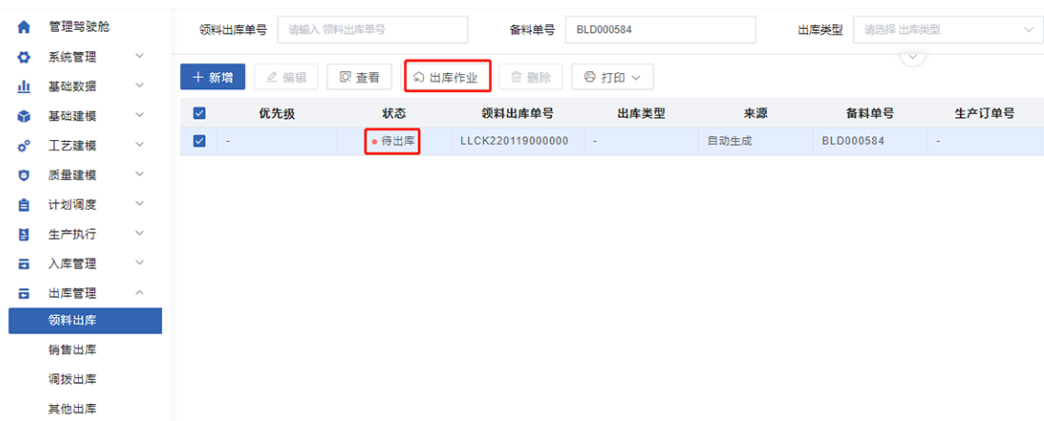 管理驾驶舱
系统管理
基础数据
基础建模
工艺建模
质量建模
计划调度
生产执行
入库管理
出库管理
领料出库
销售出库
调拨出库
其他出库
领料出库单号 请输入 领料出库单号 备料单号 BLD000584 出库类型 请选择 出库类型
新增 编辑 查看 出库作业 删除 打印
优先级 状态 领料出库单号 出库类型 来源 备料单号 生产订单号
- 待出库 LLCK220119000000 - 自动生成 BLD000584 -